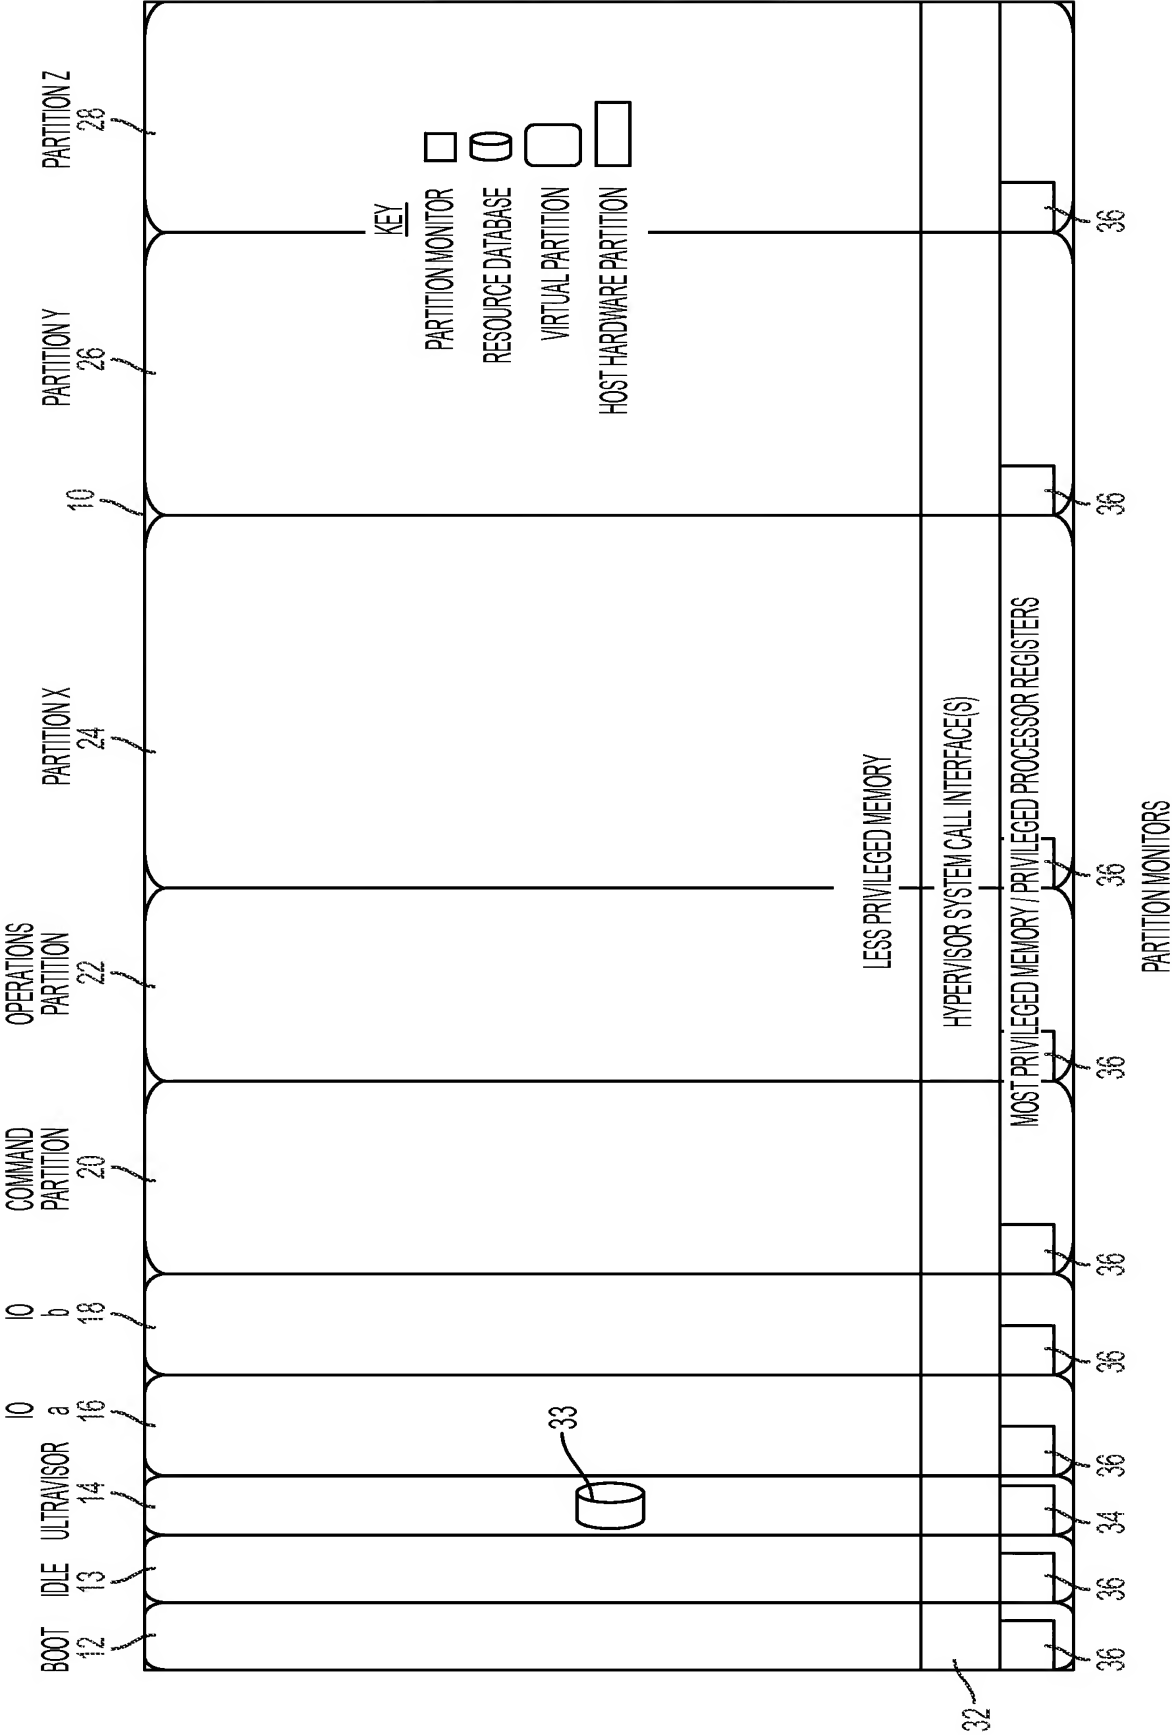 BOOT
12
IDLE
13
ULTRAVISOR
14
IO
a
16
IO
b
18
COMMAND
PARTITION
20
OPERATIONS
PARTITION
22
PARTITION X
24
10
PARTITION Y
26
PARTITION Z
28
KEY
PARTITION MONITOR
RESOURCE DATABASE
VIRTUAL PARTITION
HOST HARDWARE PARTITION
33
LESS PRIVILEGED MEMORY
32
HYPERVISOR SYSTEM CALL INTERFACE(S)
MOST PRIVILEGED MEMORY / PRIVILEGED PROCESSOR REGISTERS
36
36
34
36
36
36
36
36
36
36
PARTITION MONITORS